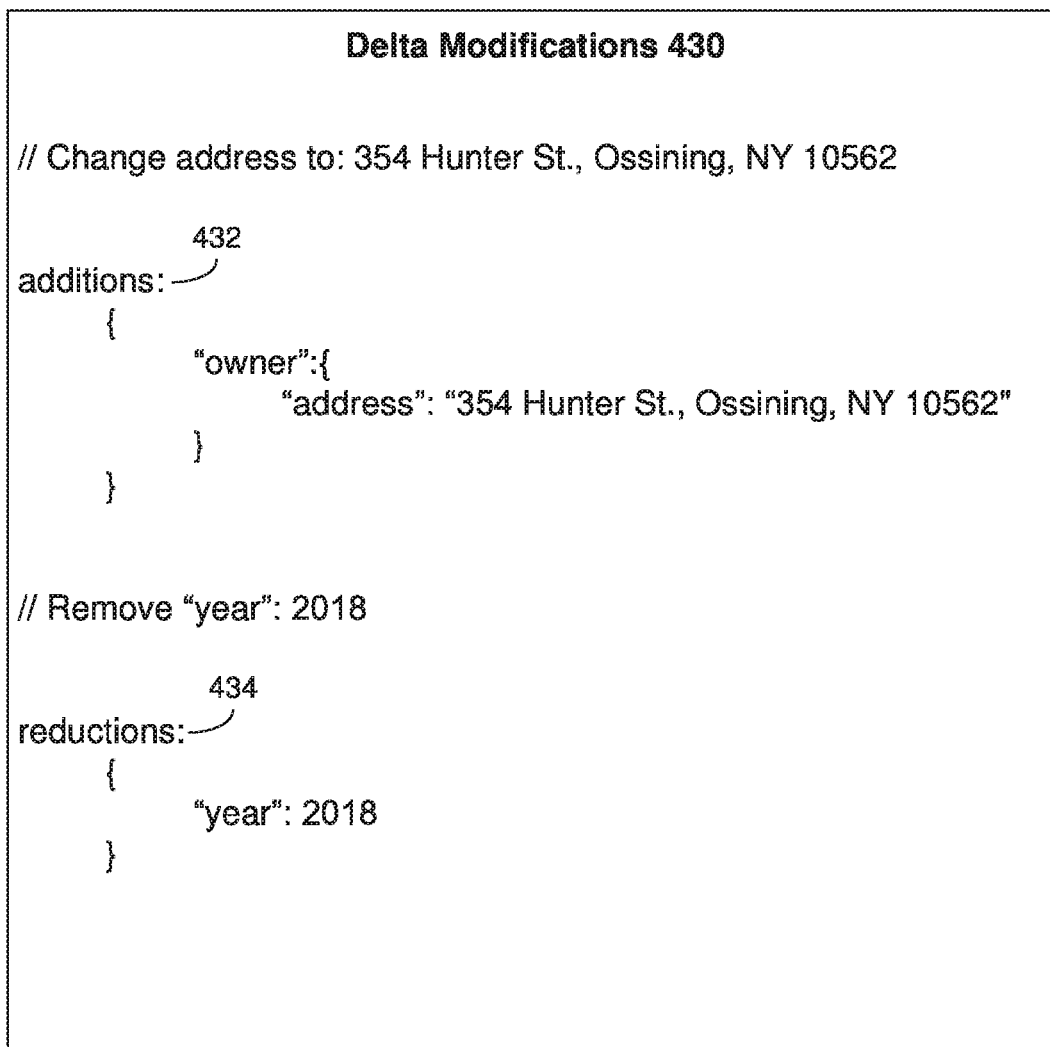 Delta Modifications 430
// Change address to: 354 Hunter St., Ossining, NY 10562
432
additions:
{
“owner”:{
“address”: “354 Hunter St., Ossining, NY 10562”
}
}
// Remove “year”: 2018
434
reductions:
{
“year”: 2018
}